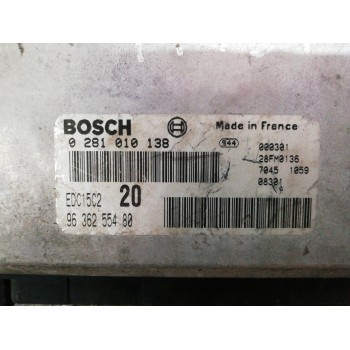 BOSCH Made in France
0 281 010 138 944 000301
28FM0136
7045 1059
08301
EDC15C2 20
96 362 554 80